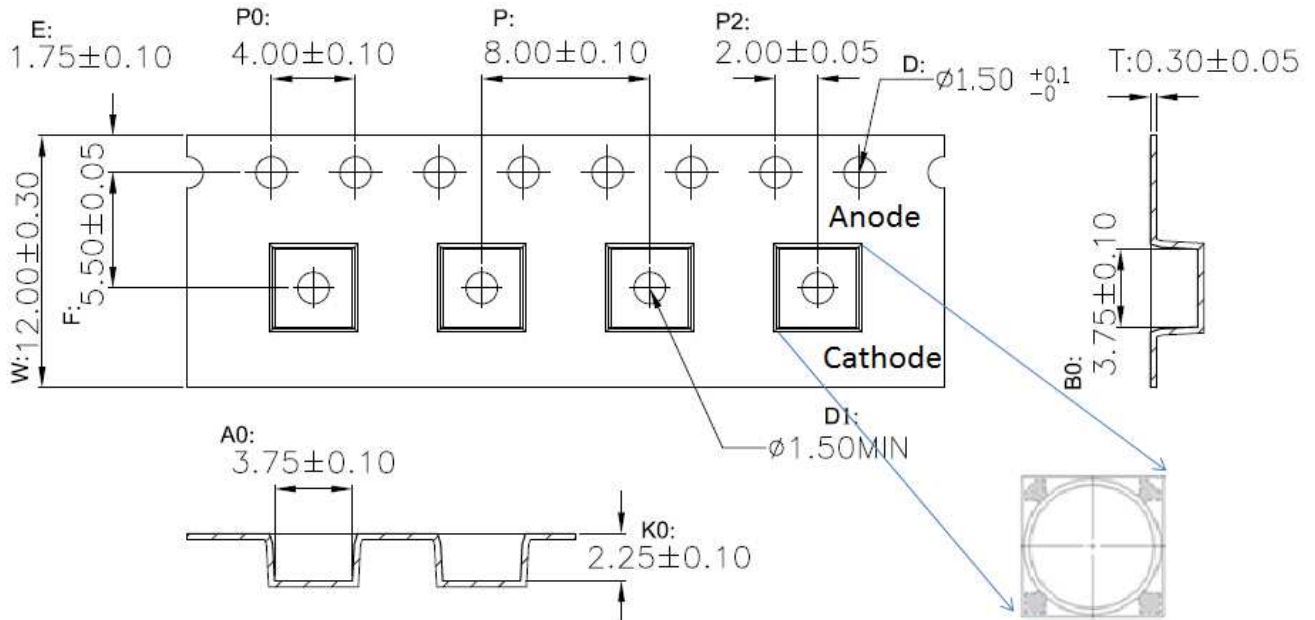 E:
1.75±0.10
P0:
4.00±0.10
P:
8.00±0.10
P2:
2.00±0.05
D:
⌀1.50 +0.1
-0
T:0.30±0.05
W:12.00±0.30
F:
5.50±0.05
Anode
Cathode
B0:
3.75±0.10
D1:
⌀1.50MIN
A0:
3.75±0.10
K0:
2.25±0.10